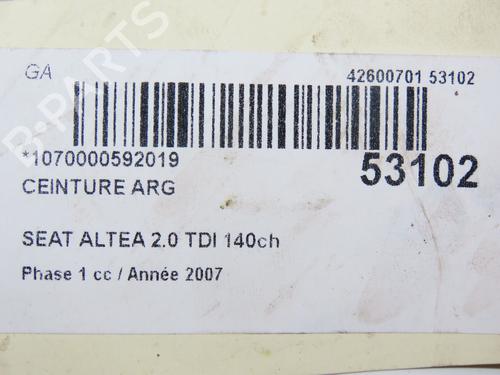 GA
42600701 53102
*1070000592019
53102
CEINTURE ARG
SEAT ALTEA 2.0 TDI 140ch
Phase 1 cc / Année 2007
B-PARTS